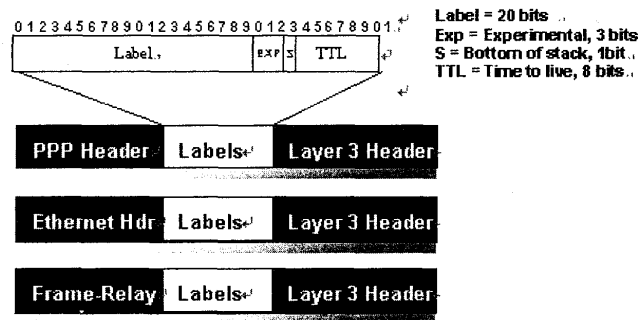 0 1 2 3 4 5 6 7 8 9 0 1 2 3 4 5 6 7 8 9 0 1 2 3 4 5 6 7 8 9 0 1
Label EXP S TTL
Label = 20 bits
Exp = Experimental, 3 bits
S = Bottom of stack, 1bit
TTL = Time to live, 8 bits
PPP Header Labels Layer 3 Header
Ethernet Hdr Labels Layer 3 Header
Frame-Relay Labels Layer 3 Header